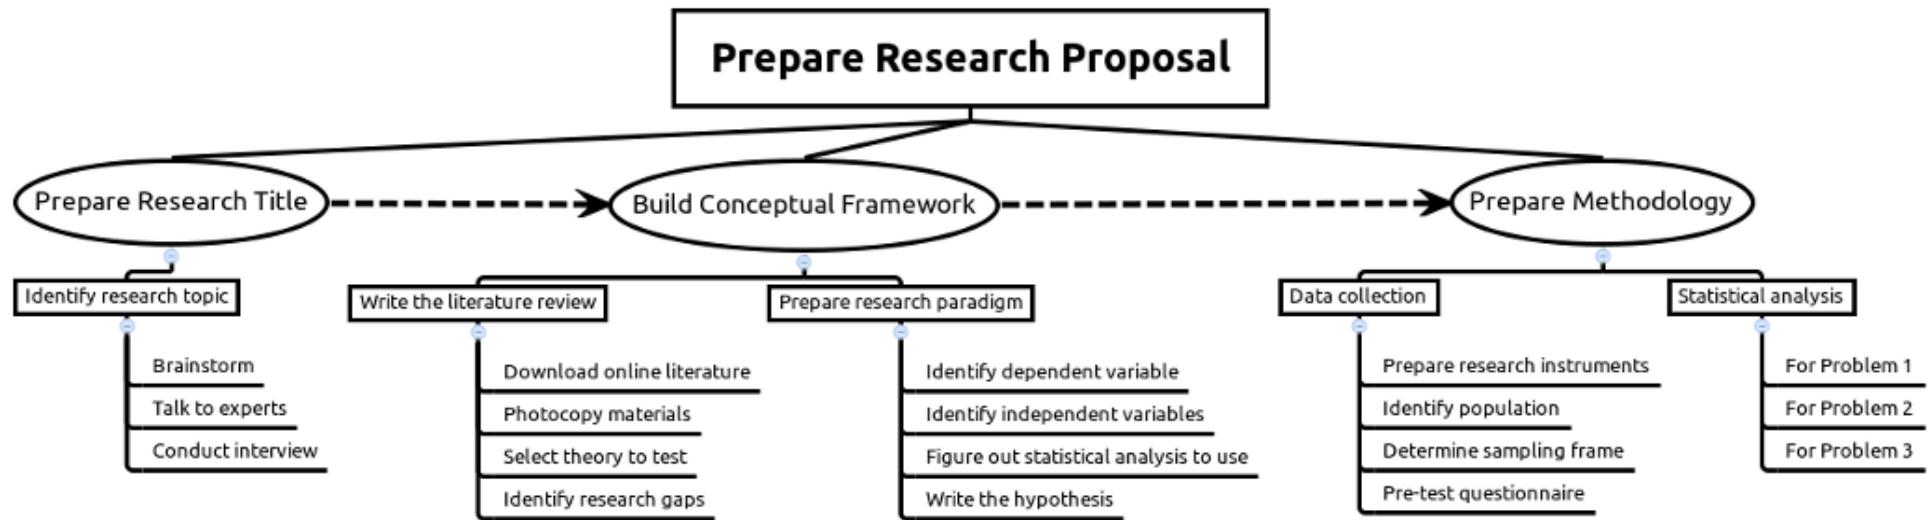 Prepare Research Proposal
Prepare Research Title
Build Conceptual Framework
Prepare Methodology
Identify research topic
Brainstorm
Talk to experts
Conduct interview
Write the literature review
Download online literature
Photocopy materials
Select theory to test
Identify research gaps
Prepare research paradigm
Identify dependent variable
Identify independent variables
Figure out statistical analysis to use
Write the hypothesis
Data collection
Prepare research instruments
Identify population
Determine sampling frame
Pre-test questionnaire
Statistical analysis
For Problem 1
For Problem 2
For Problem 3